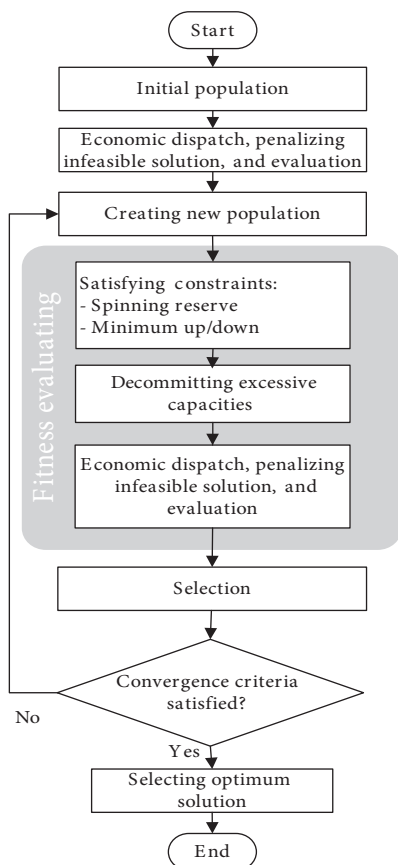 Start
Initial population
Economic dispatch, penalizing
infeasible solution, and evaluation
Creating new population
Fitness evaluating
Satisfying constraints:
- Spinning reserve
- Minimum up/down
Decommitting excessive
capacities
Economic dispatch, penalizing
infeasible solution, and
evaluation
Selection
Convergence criteria
satisfied?
No
Yes
Selecting optimum
solution
End